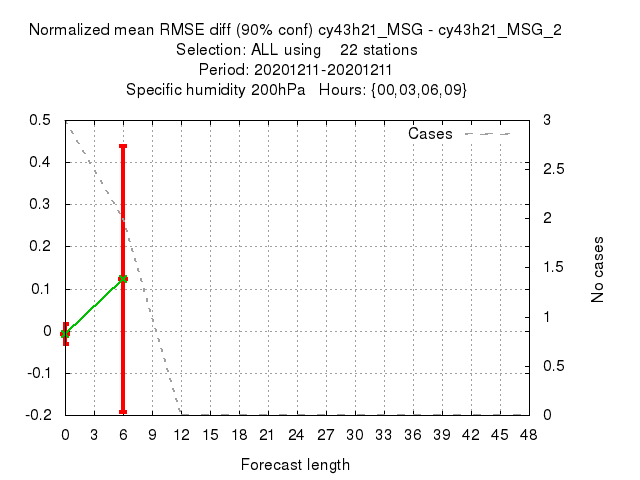 Normalized mean RMSE diff (90% conf) cy43h21_MSG - cy43h21_MSG_2
Selection: ALL using    22 stations
Period: 20201211-20201211
Specific humidity 200hPa   Hours: {00,03,06,09}
Cases
0.5
0.4
0.3
0.2
0.1
0
-0.1
-0.2
3
2.5
2
1.5
1
0.5
0
No cases
0 3 6 9 12 15 18 21 24 27 30 33 36 39 42 45 48
Forecast length